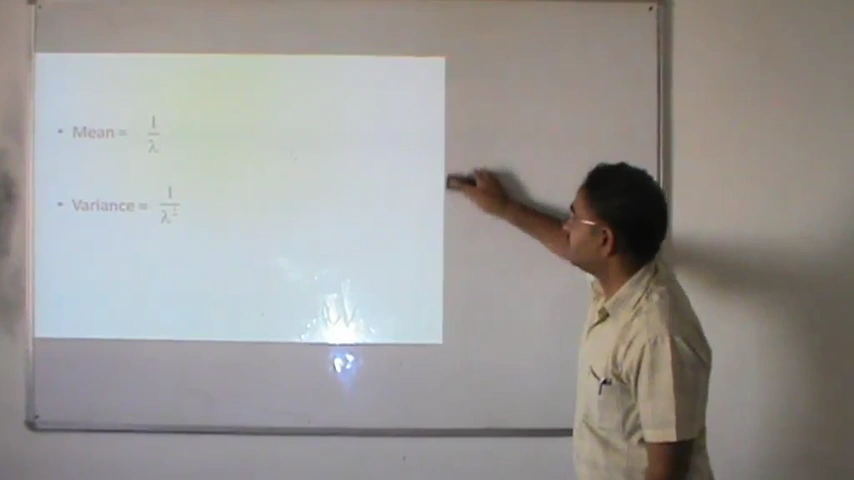 • Mean = 1/λ
• Variance = 1/λ²